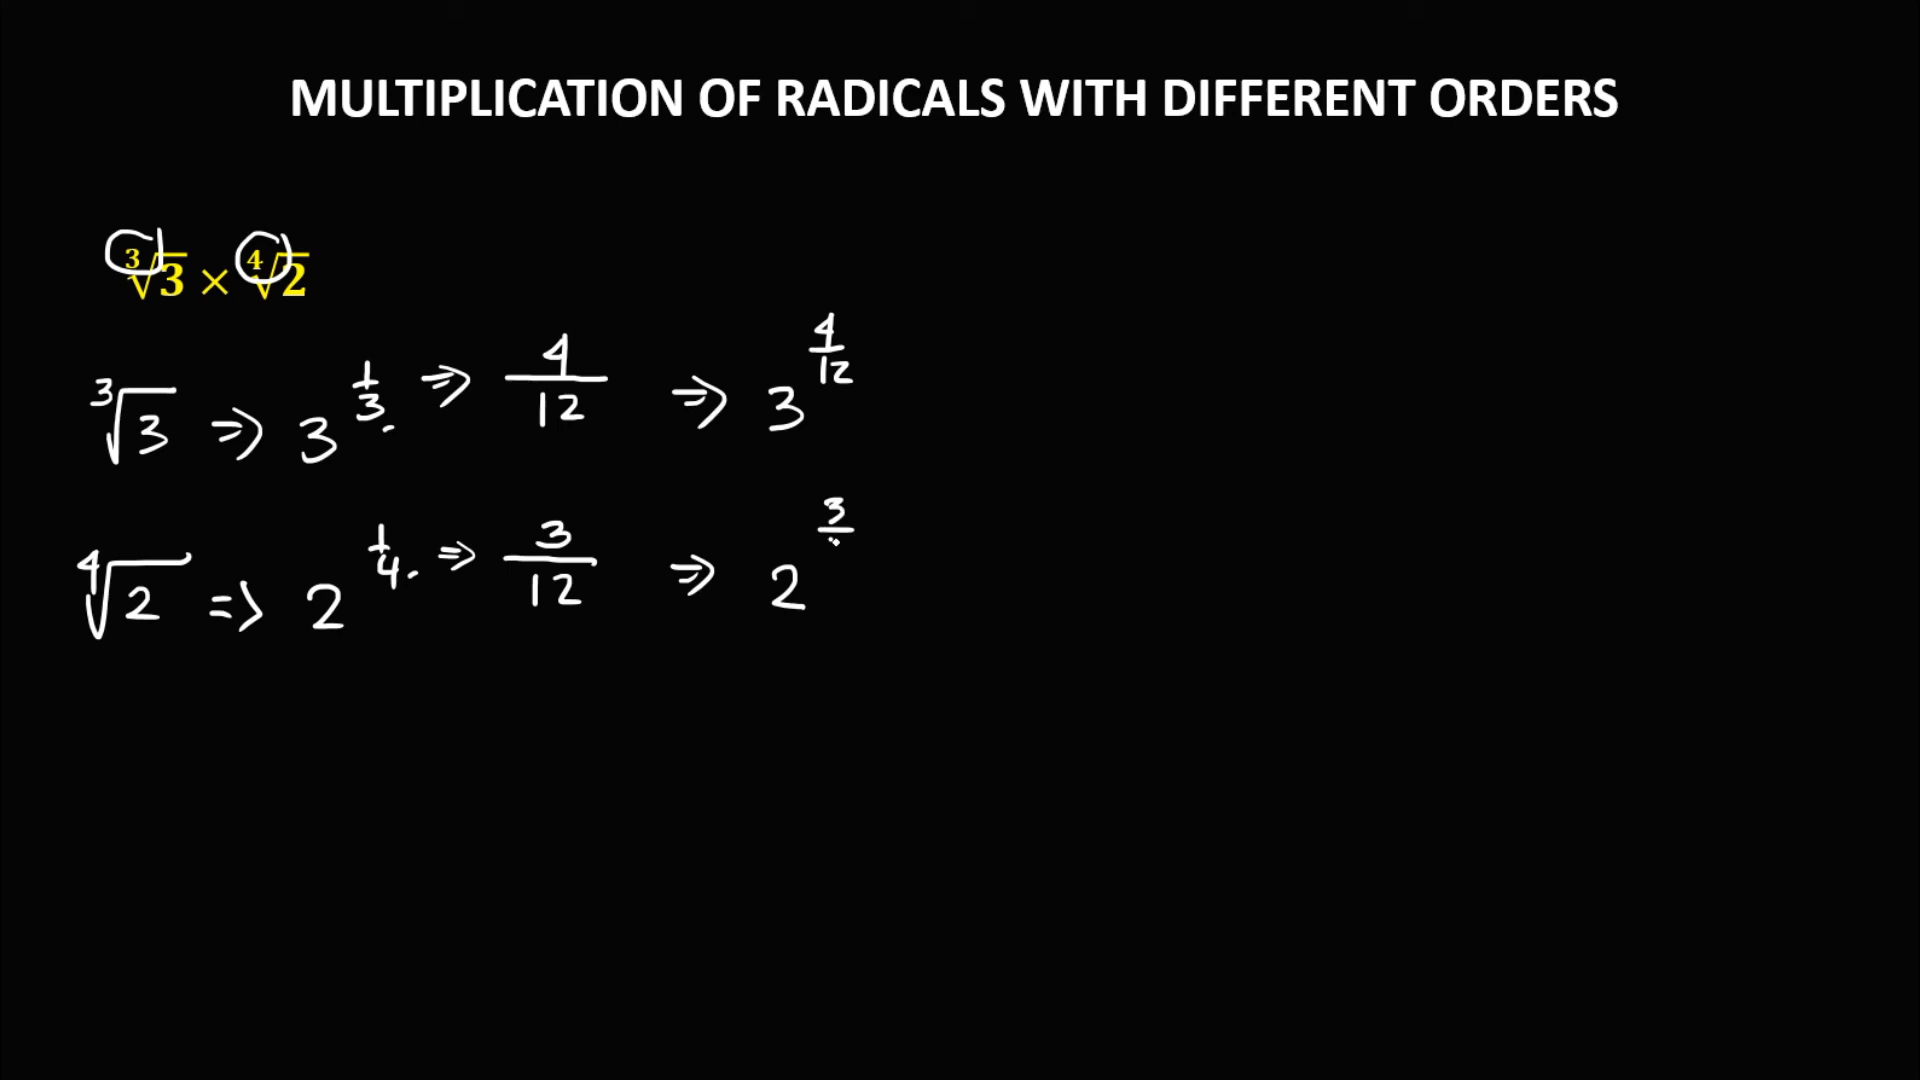 MULTIPLICATION OF RADICALS WITH DIFFERENT ORDERS
∛3 × ∜2
∛3 ⇒ 3^(1/3) ⇒ 4/12 ⇒ 3^(4/12)
∜2 => 2^(1/4) ⇒ 3/12 ⇒ 2^(3/